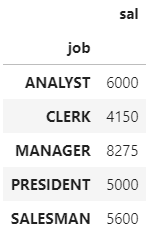 sal
job
ANALYST 6000
CLERK 4150
MANAGER 8275
PRESIDENT 5000
SALESMAN 5600